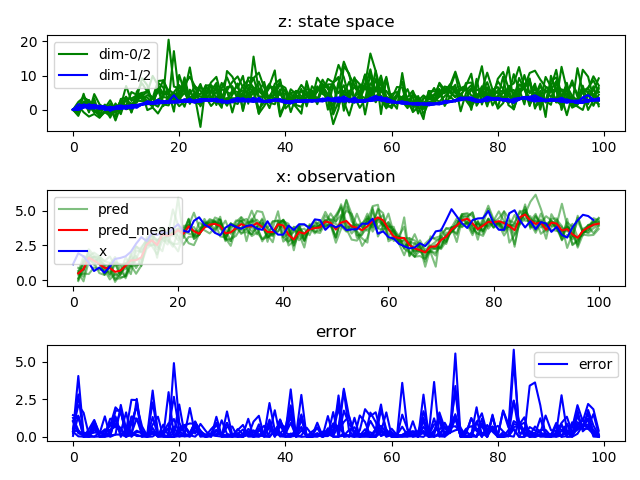 z: state space
20
10
0
dim-0/2
dim-1/2
0 20 40 60 80 100
x: observation
5.0
2.5
0.0
pred
pred_mean
x
0 20 40 60 80 100
error
5.0
2.5
0.0
error
0 20 40 60 80 100